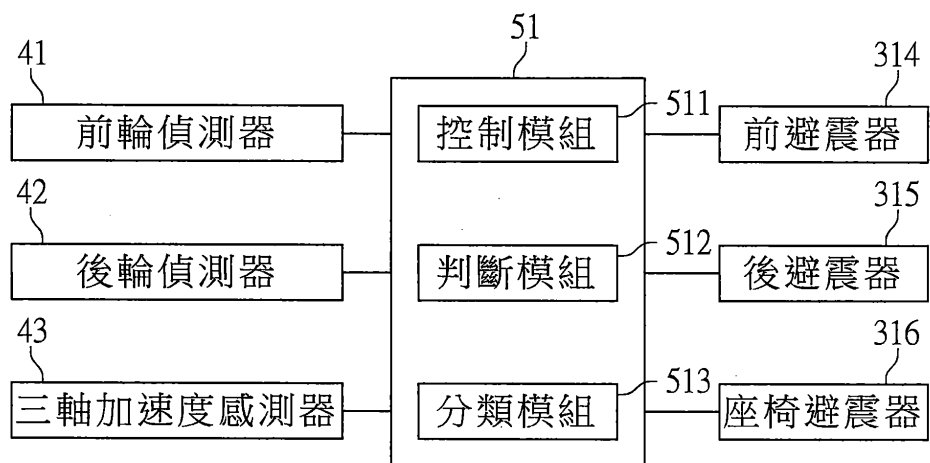 41
前輪偵測器
42
後輪偵測器
43
三軸加速度感測器
51
511
控制模組
512
判斷模組
513
分類模組
314
前避震器
315
後避震器
316
座椅避震器